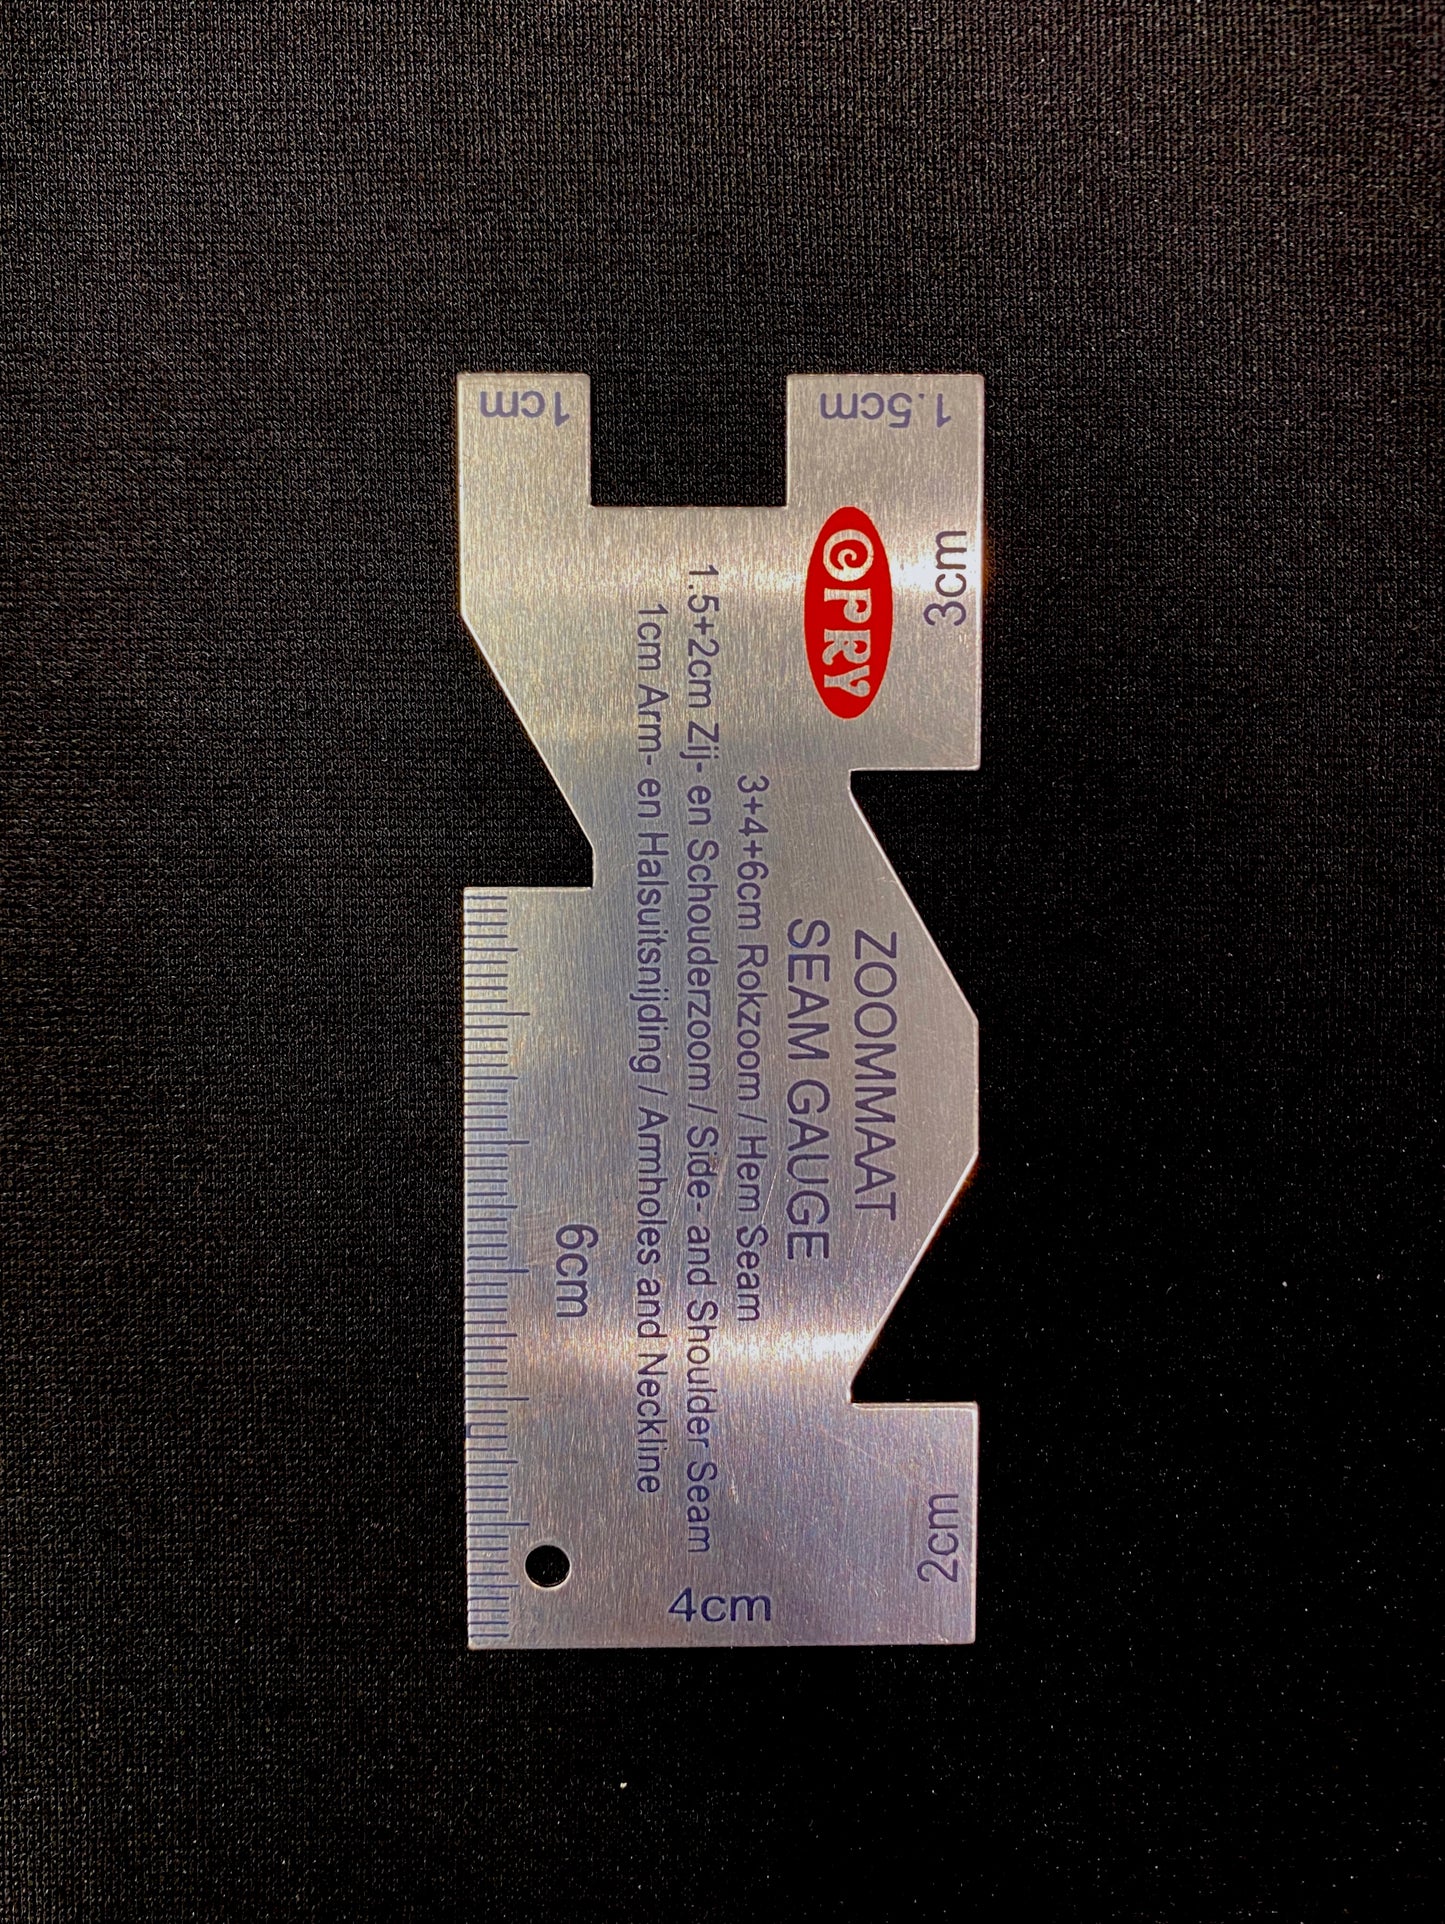 OPRY
ZOOMMAAT
SEAM GAUGE
3+4+6cm Rokzoom / Hem Seam
1.5+2cm Zij- en Schouderzoom / Side- and Shoulder Seam
1cm Arm- en Halsuitsnijding / Armholes and Neckline
3cm
1.5cm
1cm
2cm
4cm
6cm